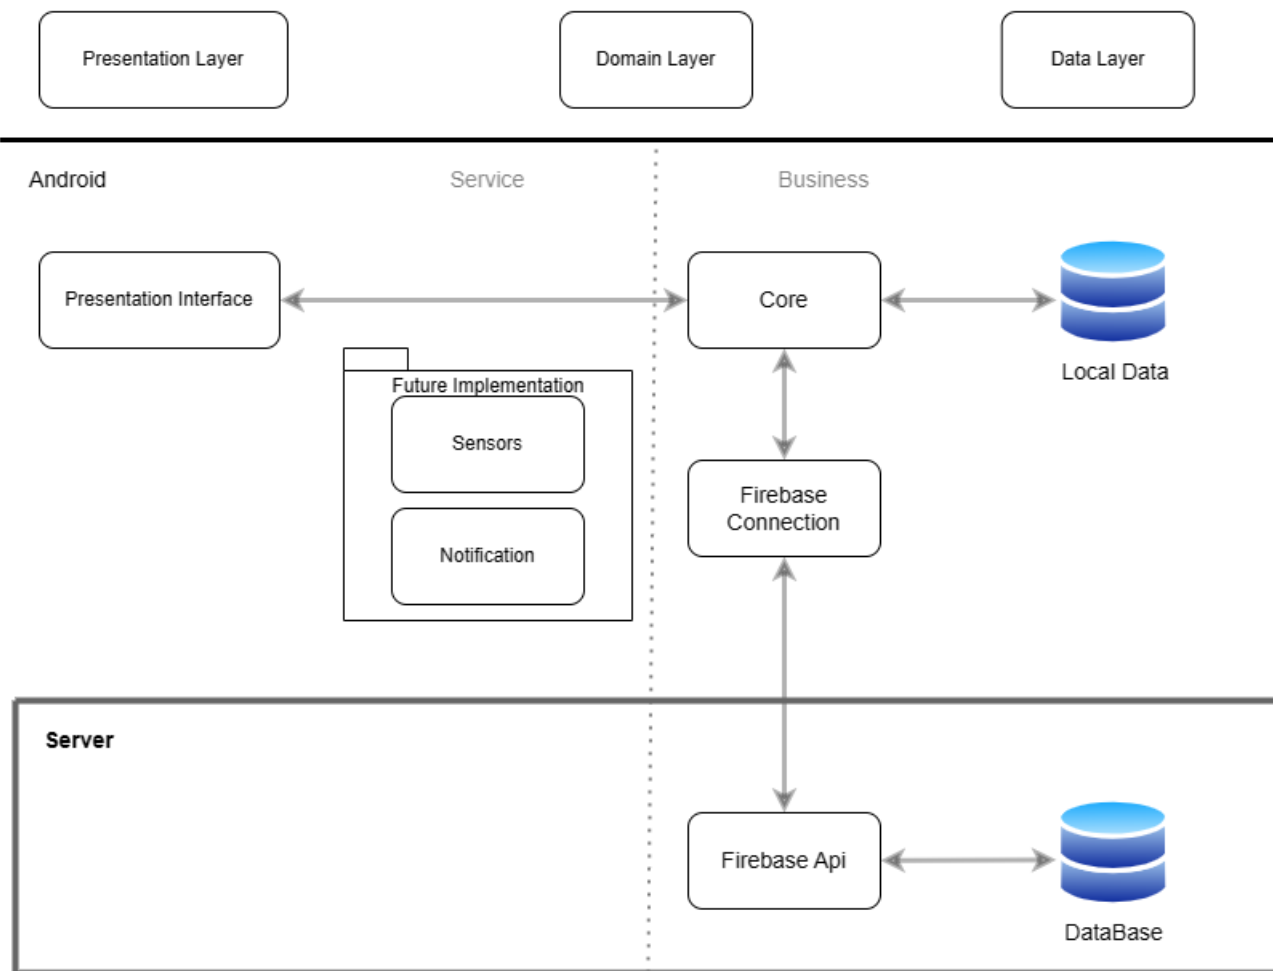 Presentation Layer
Domain Layer
Data Layer
Android
Service
Business
Presentation Interface
Core
Local Data
Future Implementation
Sensors
Firebase
Connection
Notification
Server
Firebase Api
DataBase